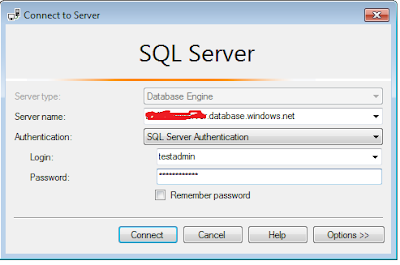 Connect to Server
SQL Server
Server type: Database Engine
Server name: .database.windows.net
Authentication: SQL Server Authentication
Login: testadmin
Password: ************
Remember password
Connect Cancel Help Options >>